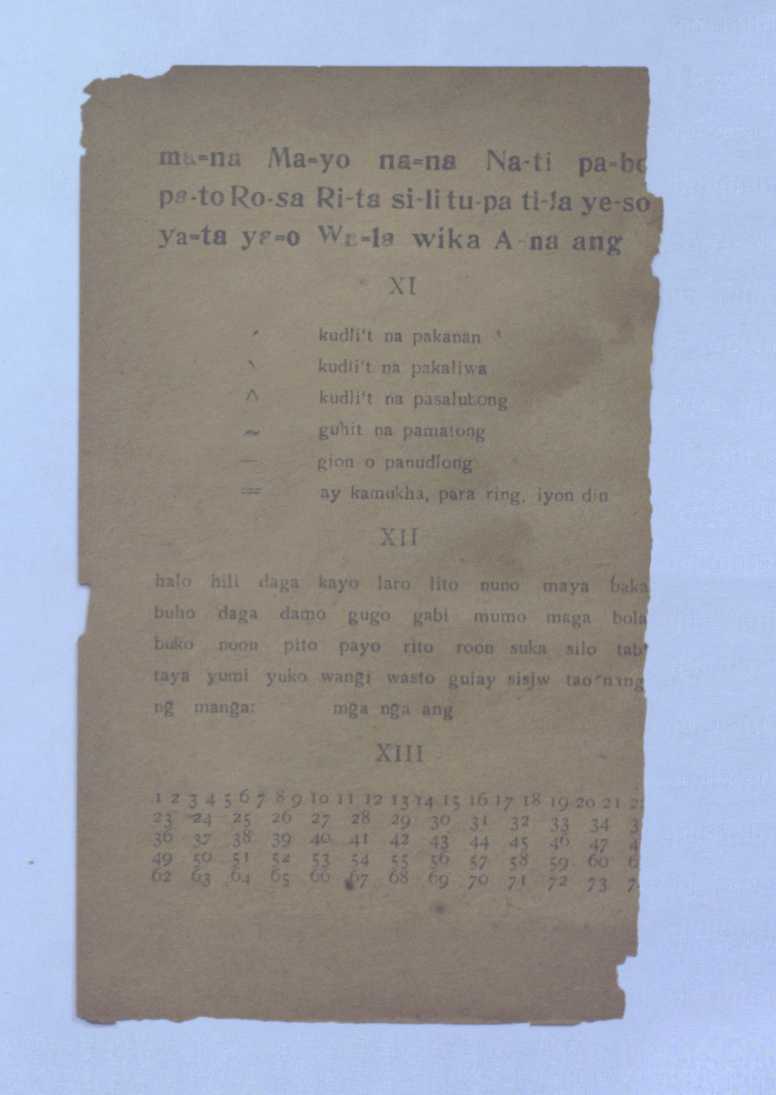 ma=na Ma=yo na=na Na-ti
pa-to Ro-sa Ri-ta si-li tu-pa ti-la ye-so
ya=ta ya=o Wa=la wika A-na ang
XI
´ kudli't na pakanan
` kudli't na pakaliwa
^ kudli't na pasalubong
~ guhit na pamatong
— gion o panudlong
= ay kamukha, para ring, iyon din
XII
halo hili daga kayo laro lito nuno maya baka
buho daga damo gugo gabi mumo maga bola
buko noon pito payo rito roon suka silo
taya yumi yuko wangi wasto gulay sisiw tao nang
ng manga: mga nga ang
XIII
1 2 3 4 5 6 7 8 9 10 11 12 13 14 15 16 17 18 19 20 21
23 24 25 26 27 28 29 30 31 32 33 34
36 37 38 39 40 41 42 43 44 45 46 47
49 50 51 52 53 54 55 56 57 58 59 60
62 63 64 65 66 67 68 69 70 71 72 73